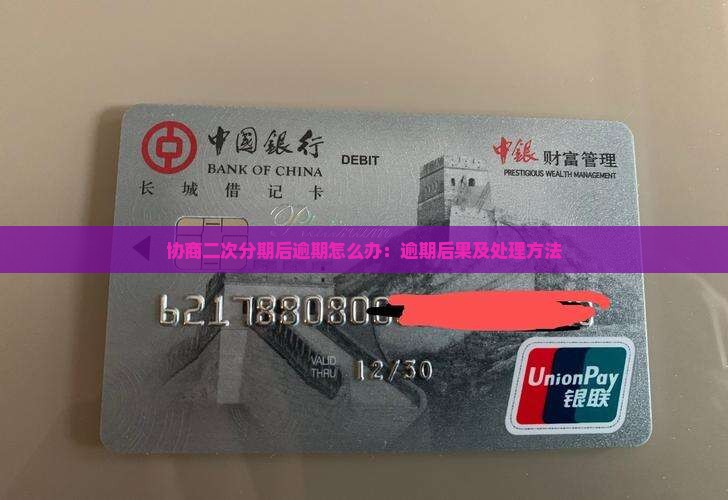 中国银行
BANK OF CHINA
DEBIT
中銀 财富管理
PRESTIGIOUS WEALTH MANAGEMENT
长城借记卡
协商二次分期后逾期怎么办：逾期后果及处理方法
6217880800
VALID THRU 12/30
UnionPay
银联